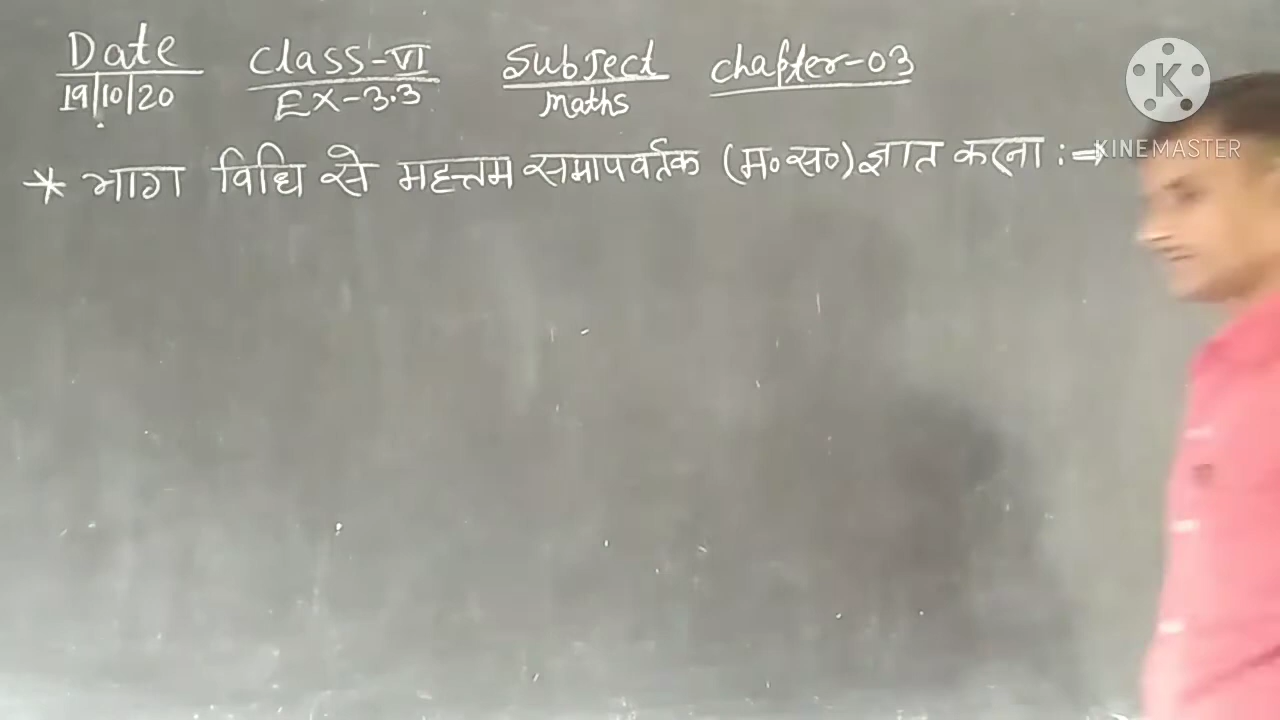 Date Class-VI Subject Chapter-03
19/10/20 EX-3.3 Maths
* भाग विधि से महत्तम समापवर्तक (म०स०) ज्ञात करना :⇒
K
KINEMASTER